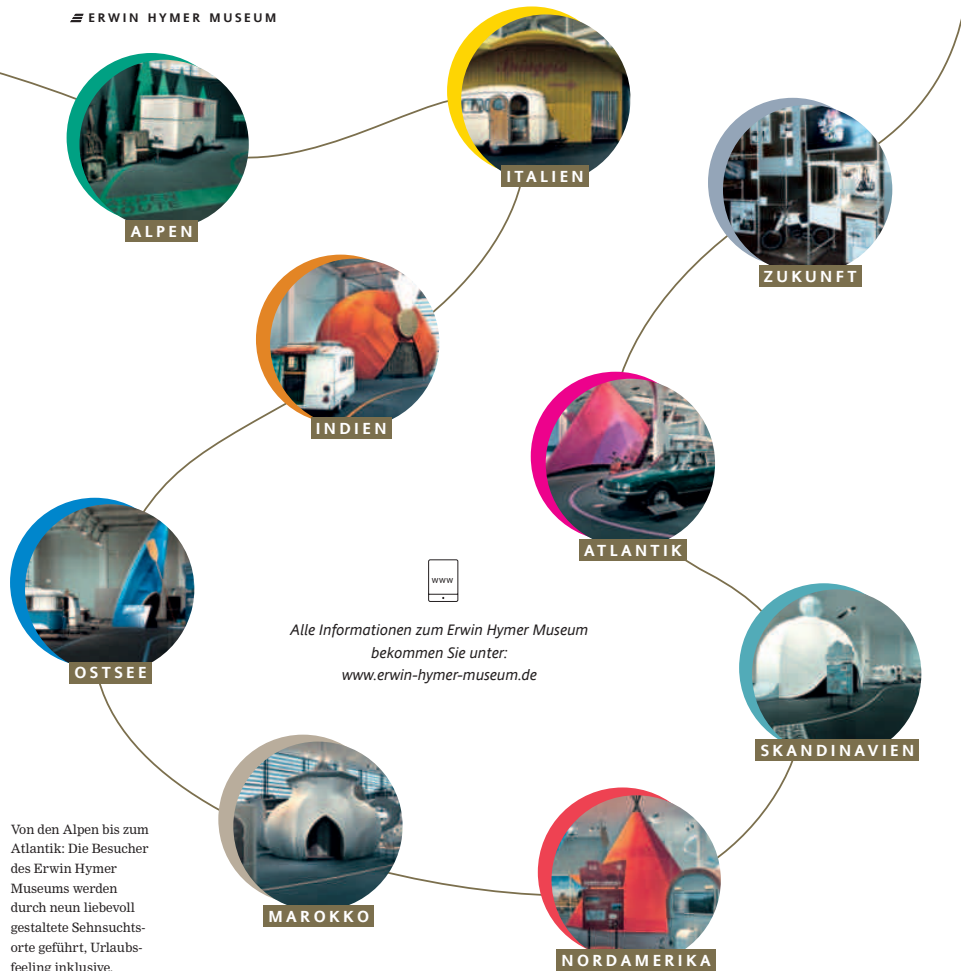 ERWIN HYMER MUSEUM
ALPEN
ITALIEN
ZUKUNFT
INDIEN
ATLANTIK
OSTSEE
www
Alle Informationen zum Erwin Hymer Museum
bekommen Sie unter:
www.erwin-hymer-museum.de
SKANDINAVIEN
MAROKKO
NORDAMERIKA
Von den Alpen bis zum
Atlantik: Die Besucher
des Erwin Hymer
Museums werden
durch neun liebevoll
gestaltete Sehnsuchts-
orte geführt, Urlaubs-
feeling inklusive.